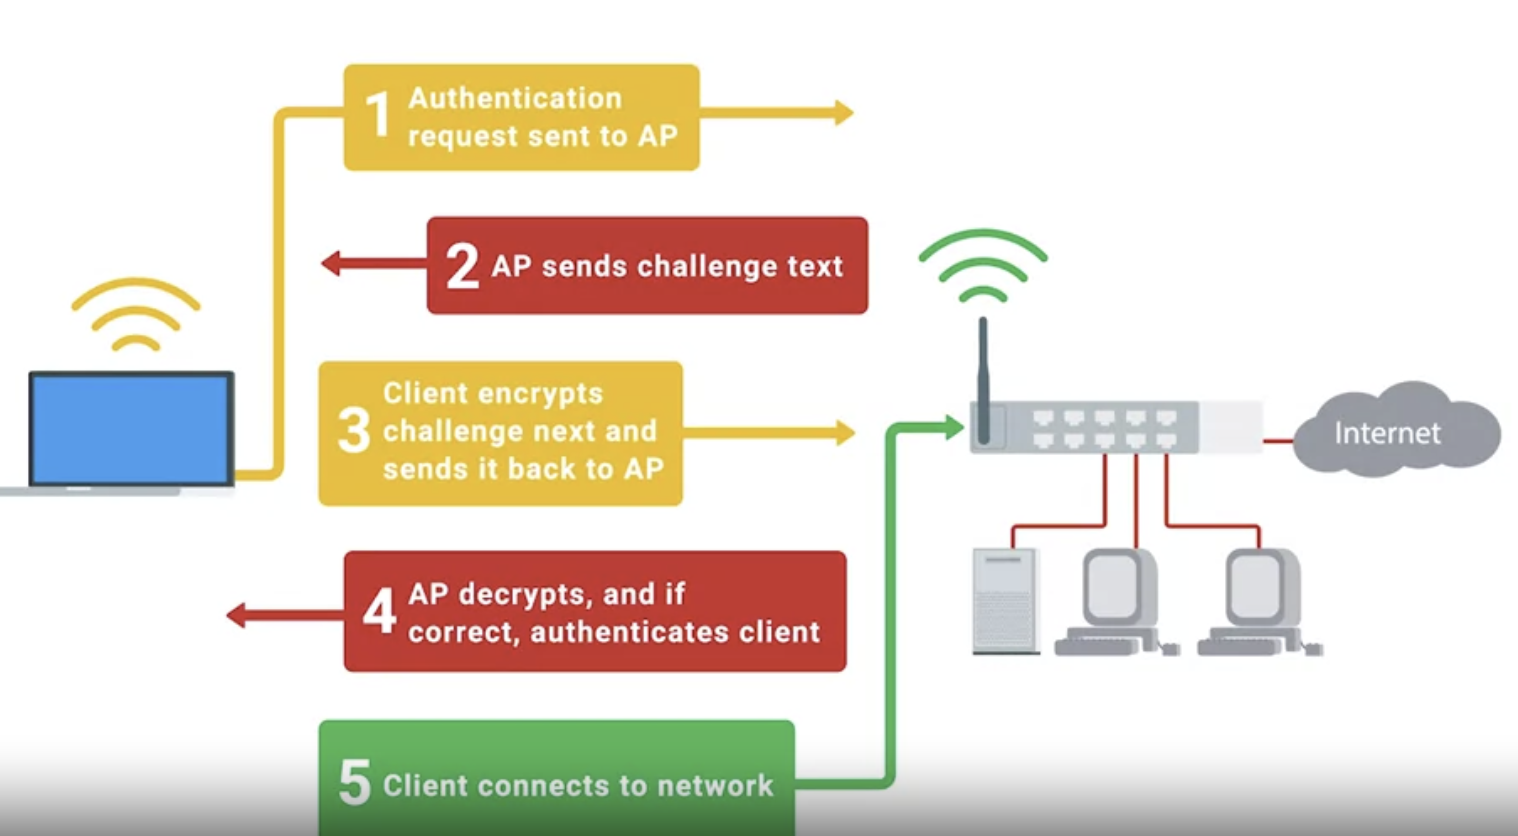 1
Authentication
request sent to AP
2
AP sends challenge text
3
Client encrypts
challenge next and
sends it back to AP
Internet
4
AP decrypts, and if
correct, authenticates client
5
Client connects to network